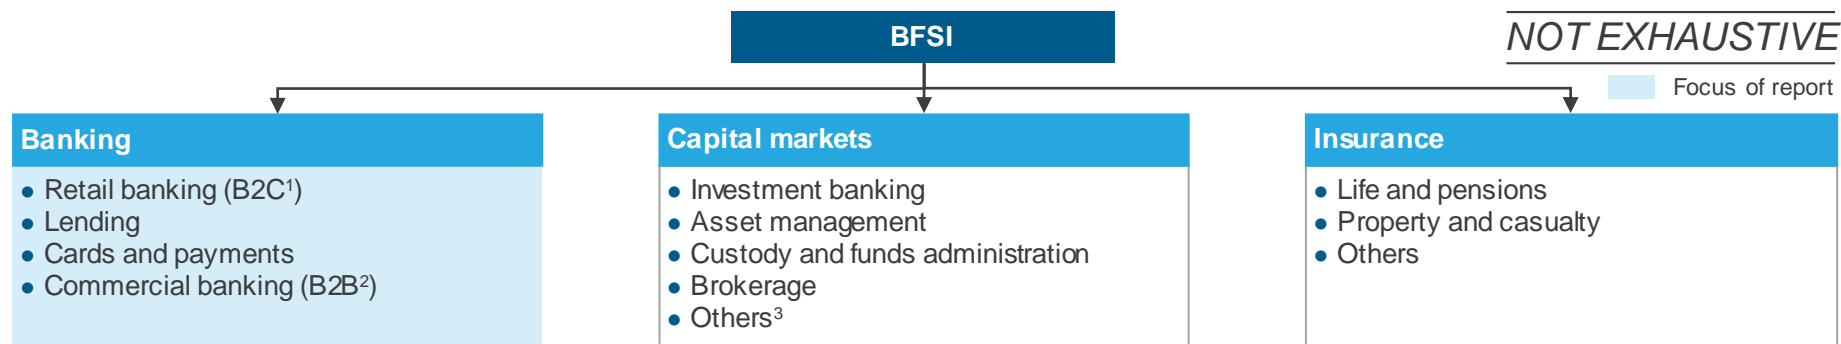 BFSI
NOT EXHAUSTIVE
Focus of report
Banking
● Retail banking (B2C¹)
● Lending
● Cards and payments
● Commercial banking (B2B²)
Capital markets
● Investment banking
● Asset management
● Custody and funds administration
● Brokerage
● Others³
Insurance
● Life and pensions
● Property and casualty
● Others